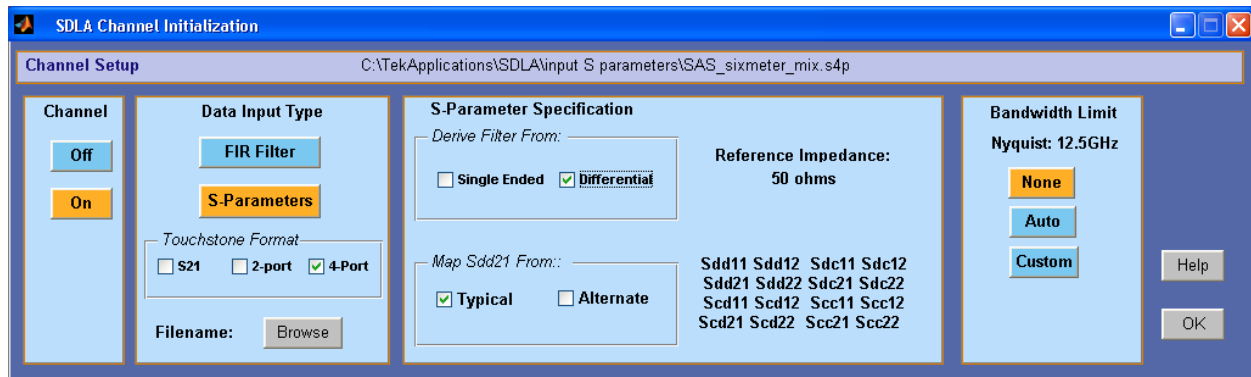 SDLA Channel Initialization
Channel Setup
C:\TekApplications\SDLA\input S parameters\SAS_sixmeter_mix.s4p
Channel
Off
On
Data Input Type
FIR Filter
S-Parameters
Touchstone Format
S21 2-port 4-Port
Filename: Browse
S-Parameter Specification
Derive Filter From:
Single Ended Differential
Reference Impedance:
50 ohms
Map Sdd21 From::
Typical Alternate
Sdd11 Sdd12 Sdc11 Sdc12
Sdd21 Sdd22 Sdc21 Sdc22
Scd11 Scd12 Scc11 Scc12
Scd21 Scd22 Scc21 Scc22
Bandwidth Limit
Nyquist: 12.5GHz
None
Auto
Custom
Help
OK